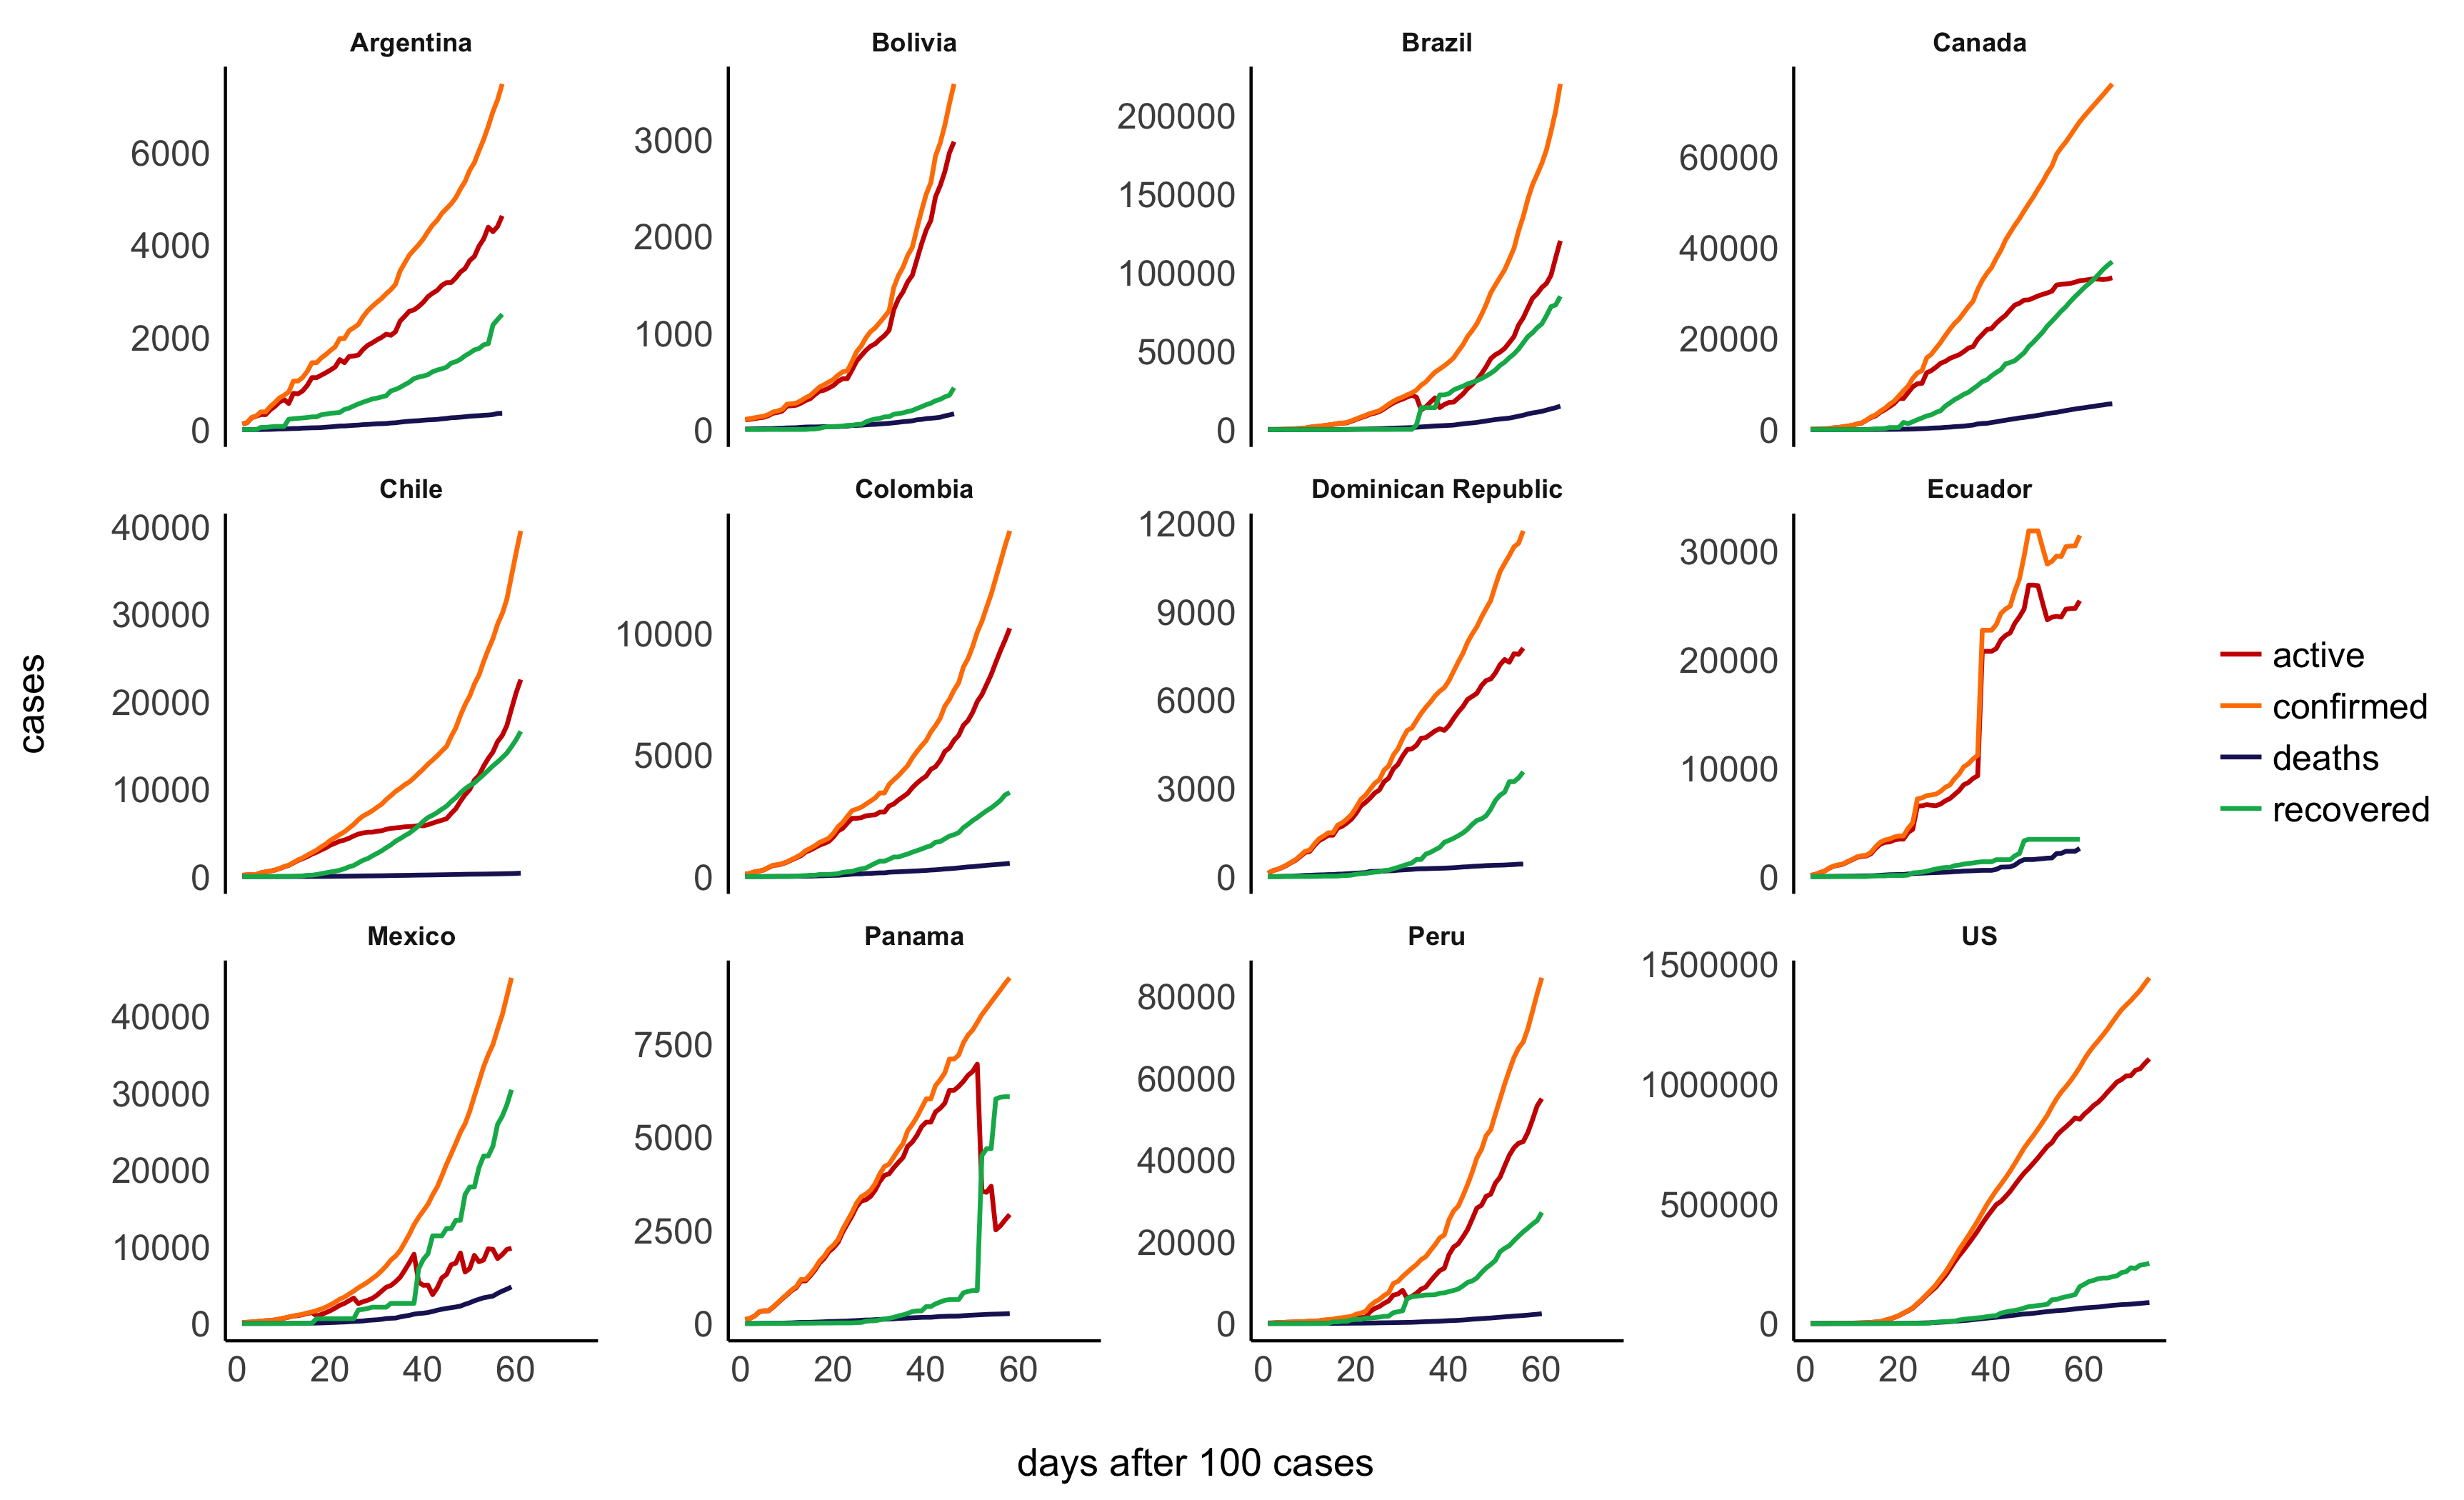 Argentina
Bolivia
Brazil
Canada
6000
4000
2000
0
3000
2000
1000
0
200000
150000
100000
50000
0
60000
40000
20000
0
Chile
Colombia
Dominican Republic
Ecuador
40000
30000
20000
10000
0
10000
5000
0
12000
9000
6000
3000
0
30000
20000
10000
0
cases
active
confirmed
deaths
recovered
Mexico
Panama
Peru
US
40000
30000
20000
10000
0
7500
5000
2500
0
80000
60000
40000
20000
0
1500000
1000000
500000
0
0 20 40 60
0 20 40 60
0 20 40 60
0 20 40 60
days after 100 cases